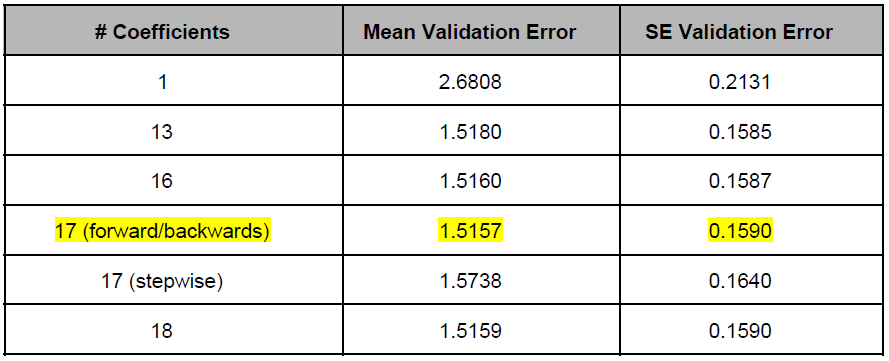 # Coefficients Mean Validation Error SE Validation Error
1 2.6808 0.2131
13 1.5180 0.1585
16 1.5160 0.1587
17 (forward/backwards) 1.5157 0.1590
17 (stepwise) 1.5738 0.1640
18 1.5159 0.1590